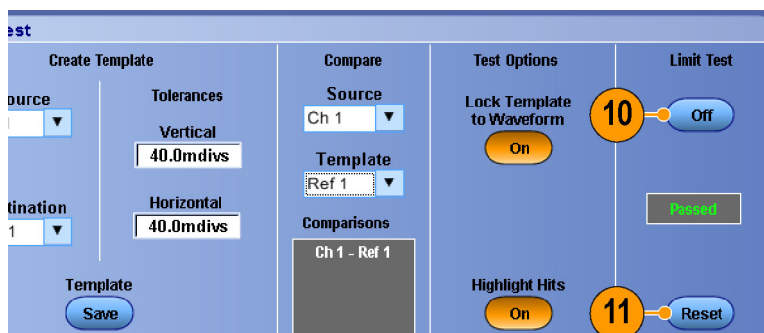 est
Create Template
Compare
Test Options
Limit Test
ource
Tolerances
Source
Lock Template
to Waveform
10
Off
Ch 1
On
Vertical
40.0mdivs
Template
Ref 1
tination
Horizontal
Passed
1
40.0mdivs
Comparisons
Ch 1 - Ref 1
Template
Save
Highlight Hits
On
11
Reset